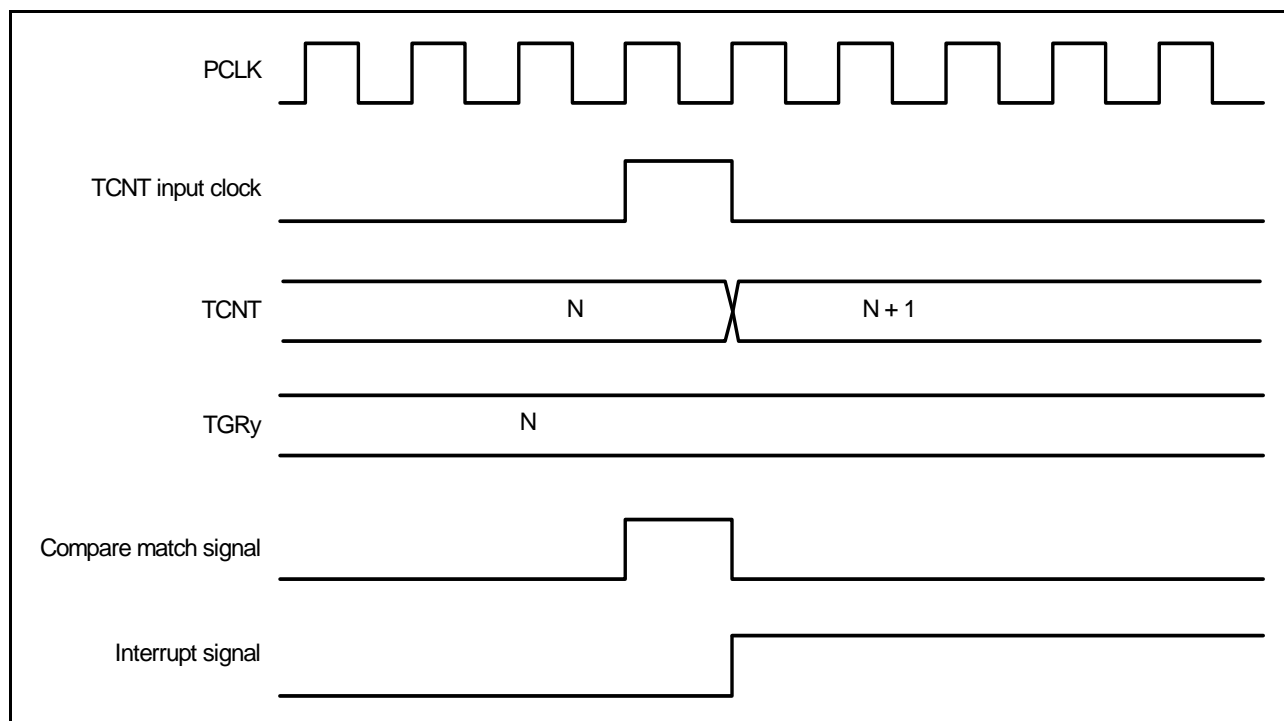 PCLK
TCNT input clock
TCNT
N
N + 1
TGRy
N
Compare match signal
Interrupt signal